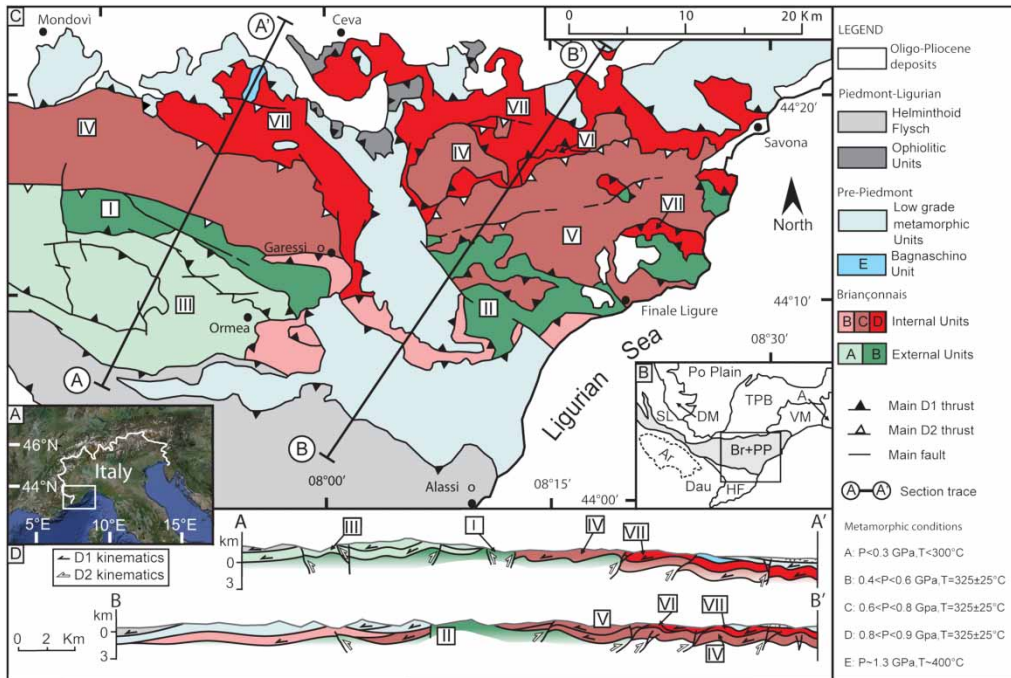 C
Mondovì
Ceva
A'
B'
0 10 20 Km
IV
VII
VII
VI
IV
44°20'
Savona
North
I
Garessio
VII
V
III
Ormea
II
Finale Ligure
44°10'
08°30'
Ligurian Sea
A
B
08°00'
Alassio
08°15'
44°00'
A
46°N
44°N
Italy
5°E 10°E 15°E
B
Po Plain
SL
DM
TPB
A.
VM
Br+PP
Ar
Dau
HF
LEGEND
Oligo-Pliocene
deposits
Piedmont-Ligurian
Helminthoid
Flysch
Ophiolitic
Units
Pre-Piedmont
Low grade
metamorphic
Units
E
Bagnaschino
Unit
Briançonnais
B C D Internal Units
A B External Units
Main D1 thrust
Main D2 thrust
Main fault
A A' Section trace
Metamorphic conditions
A: P<0.3 GPa,T<300°C
B: 0.4<P<0.6 GPa,T=325±25°C
C: 0.6<P<0.8 GPa,T=325±25°C
D: 0.8<P<0.9 GPa,T=325±25°C
E: P~1.3 GPa,T~400°C
D
D1 kinematics
D2 kinematics
A
III
I
IV
VII
A'
km
0
3
B
II
V
VI
VII
IV
B'
km
0
3
0 2 Km